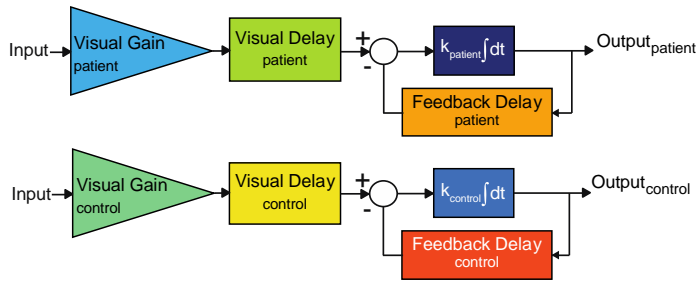 Input
Visual Gain
patient
Visual Delay
patient
+
-
k_patient∫dt
Output_patient
Feedback Delay
patient
Input
Visual Gain
control
Visual Delay
control
+
-
k_control∫dt
Output_control
Feedback Delay
control